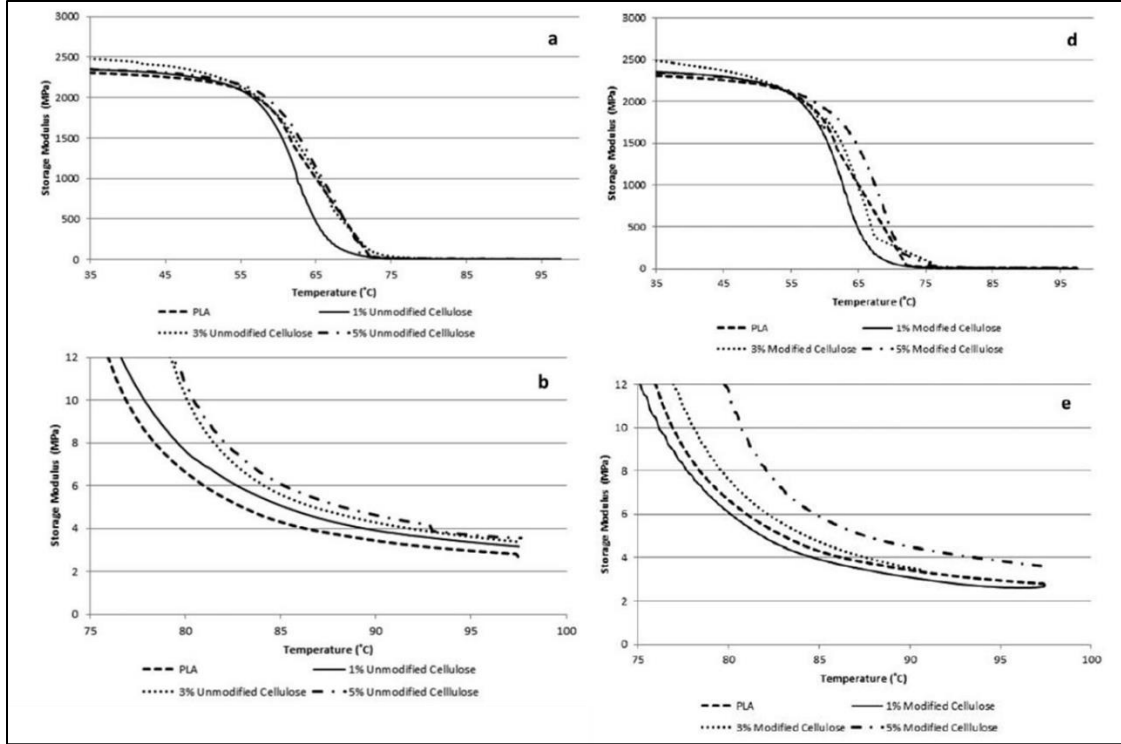 3000
2500
2000
1500
1000
500
0
Storage Modulus (MPa)
a
35 45 55 65 75 85 95
Temperature (˚C)
PLA 1% Unmodified Cellulose
3% Unmodified Cellulose 5% Unmodified Cellulose
3000
2500
2000
1500
1000
500
0
Storage Modulus (MPa)
d
35 45 55 65 75 85 95
Temperature (˚C)
PLA 1% Modified Cellulose
3% Modified Cellulose 5% Modified Celllulose
12
10
8
6
4
2
0
Storage Modulus (MPa)
b
75 80 85 90 95 100
Temperature (˚C)
PLA 1% Unmodified Cellulose
3% Unmodified Celllulose 5% Unmodified Celllulose
12
10
8
6
4
2
0
Storage Modulus (MPa)
e
75 80 85 90 95 100
Temperature (˚C)
PLA 1% Modified Cellulose
3% Modified Cellulose 5% Modified Celllulose